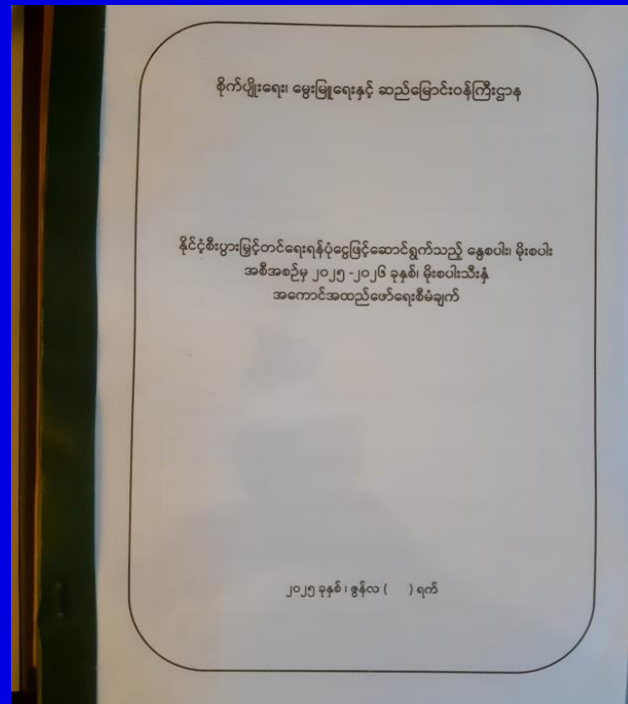 စိုက်ပျိုးရေး၊ မွေးမြူရေးနှင့် ဆည်မြောင်းဝန်ကြီးဌာန
နိုင်ငံ့စီးပွားမြှင့်တင်ရေးရန်ပုံငွေဖြင့်ဆောင်ရွက်သည့် နွေစပါး၊ မိုးစပါး
အစီအစဉ်မှ ၂၀၂၅ -၂၀၂၆ ခုနှစ်၊ မိုးစပါးသီးနှံ
အကောင်အထည်ဖော်ရေးစီမံချက်
၂၀၂၅ ခုနှစ် ၊ ဇွန်လ (    ) ရက်